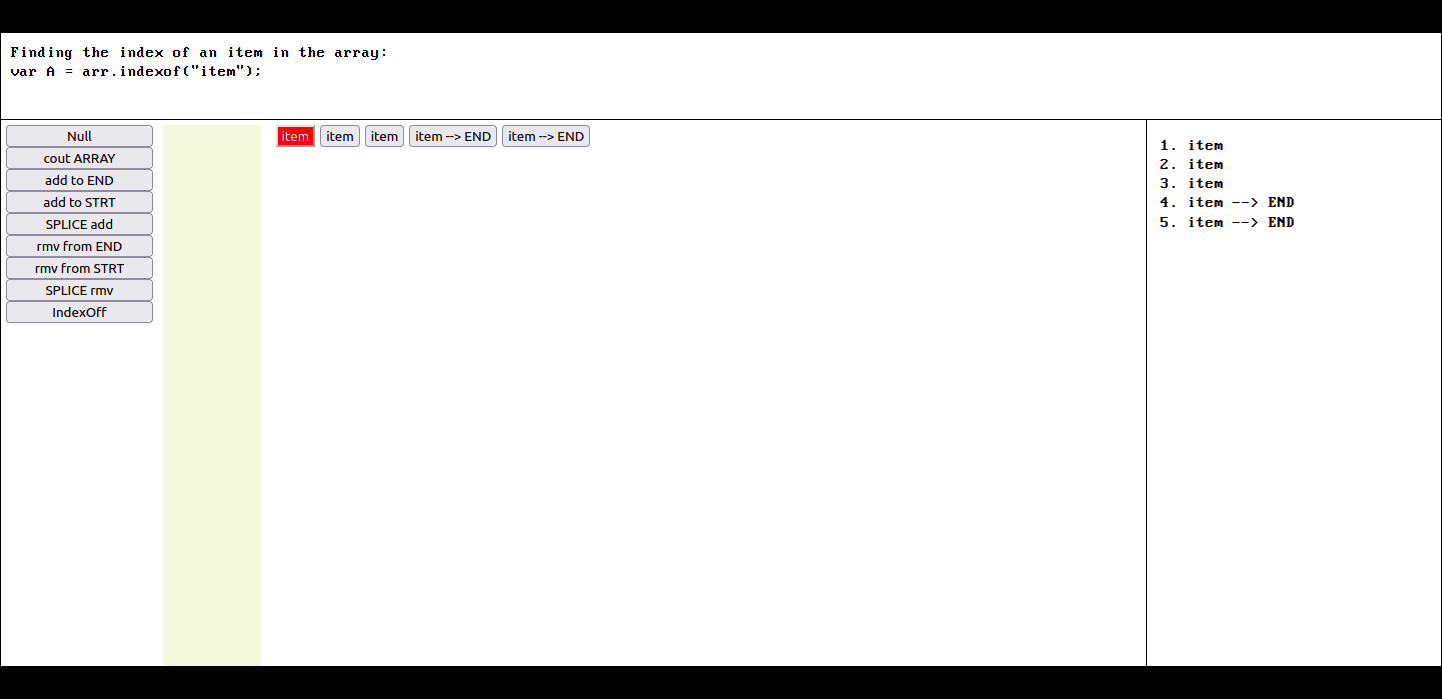 Finding the index of an item in the array:
var A = arr.indexof("item");
Null
cout ARRAY
add to END
add to STRT
SPLICE add
rmv from END
rmv from STRT
SPLICE rmv
IndexOff
item item item item --> END item --> END
1. item
2. item
3. item
4. item --> END
5. item --> END